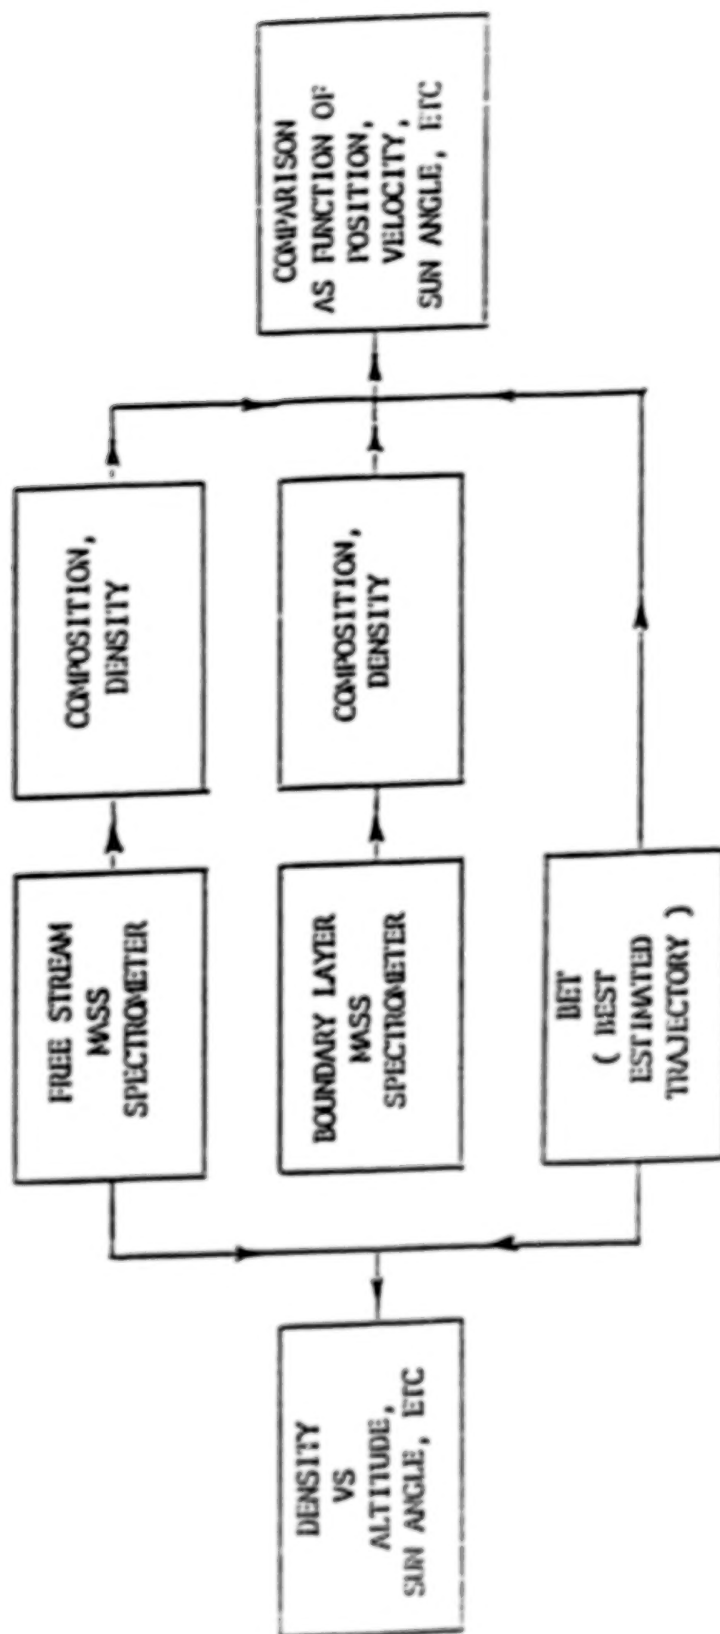 FREE STREAM
MASS
SPECTROMETER
COMPOSITION,
DENSITY
DENSITY
VS
ALTITUDE,
SUN ANGLE, ETC
BOUNDARY LAYER
MASS
SPECTROMETER
COMPOSITION,
DENSITY
COMPARISON
AS FUNCTION OF
POSITION,
VELOCITY,
SUN ANGLE, ETC
BET
( BEST
ESTIMATED
TRAJECTORY )